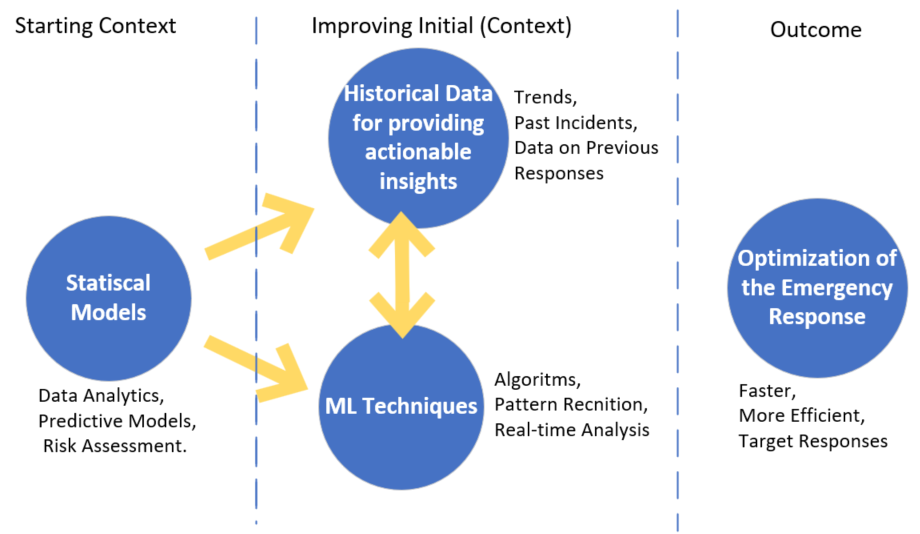 Starting Context
Improving Initial (Context)
Outcome
Historical Data
for providing
actionable
insights
Trends,
Past Incidents,
Data on Previous
Responses
Statiscal
Models
Data Analytics,
Predictive Models,
Risk Assessment.
ML Techniques
Algoritms,
Pattern Recnition,
Real-time Analysis
Optimization of
the Emergency
Response
Faster,
More Efficient,
Target Responses